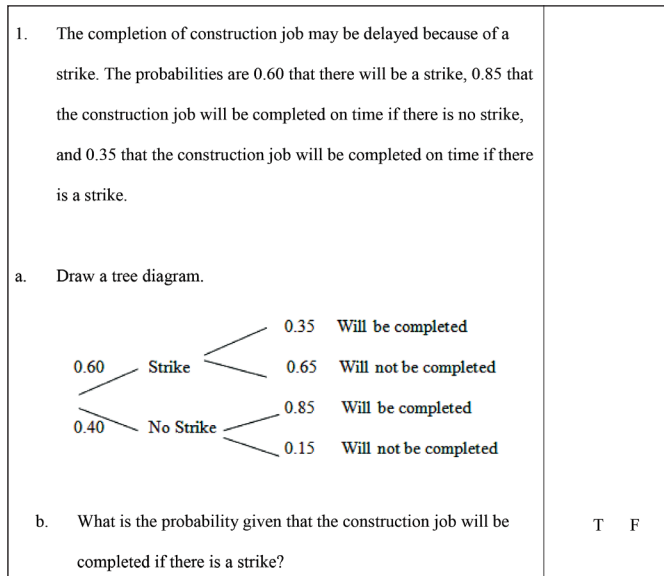 1. The completion of construction job may be delayed because of a
strike. The probabilities are 0.60 that there will be a strike, 0.85 that
the construction job will be completed on time if there is no strike,
and 0.35 that the construction job will be completed on time if there
is a strike.
a. Draw a tree diagram.
0.35 Will be completed
0.60 Strike 0.65 Will not be completed
0.85 Will be completed
0.40 No Strike
0.15 Will not be completed
b. What is the probability given that the construction job will be T F
completed if there is a strike?